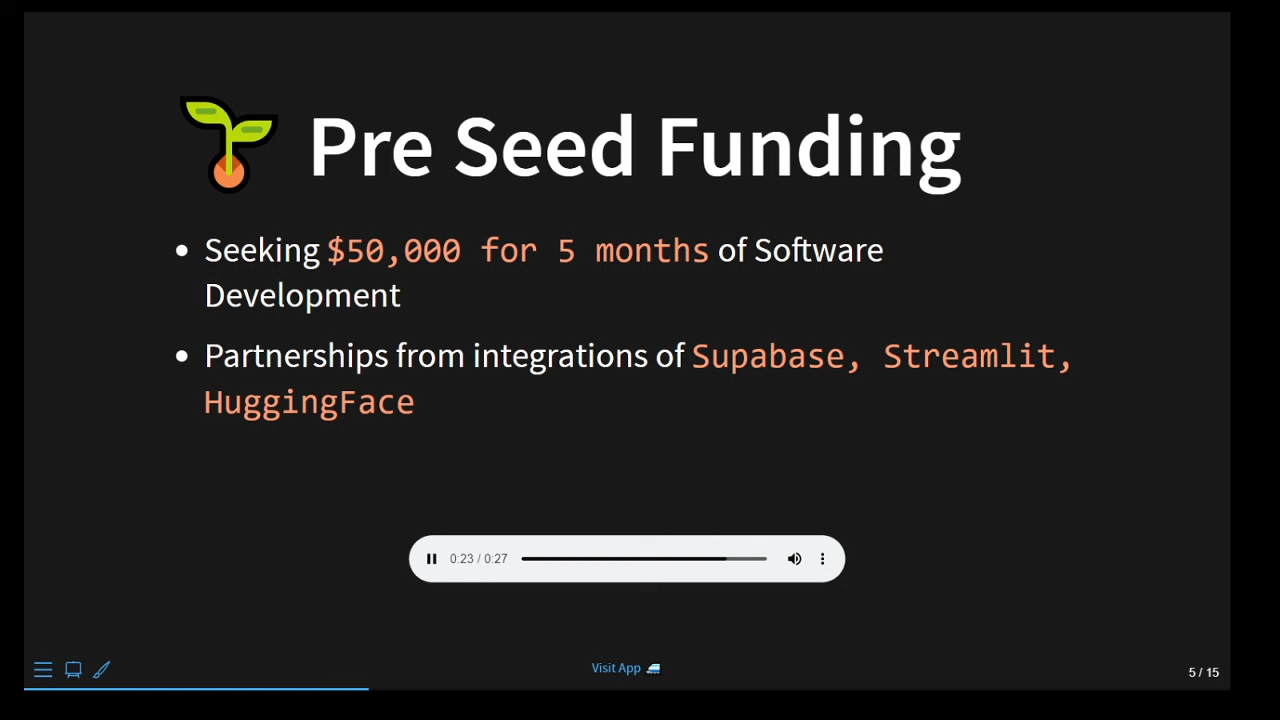 Pre Seed Funding
• Seeking $50,000 for 5 months of Software
Development
• Partnerships from integrations of Supabase, Streamlit,
HuggingFace
0:23 / 0:27
Visit App
5 / 15